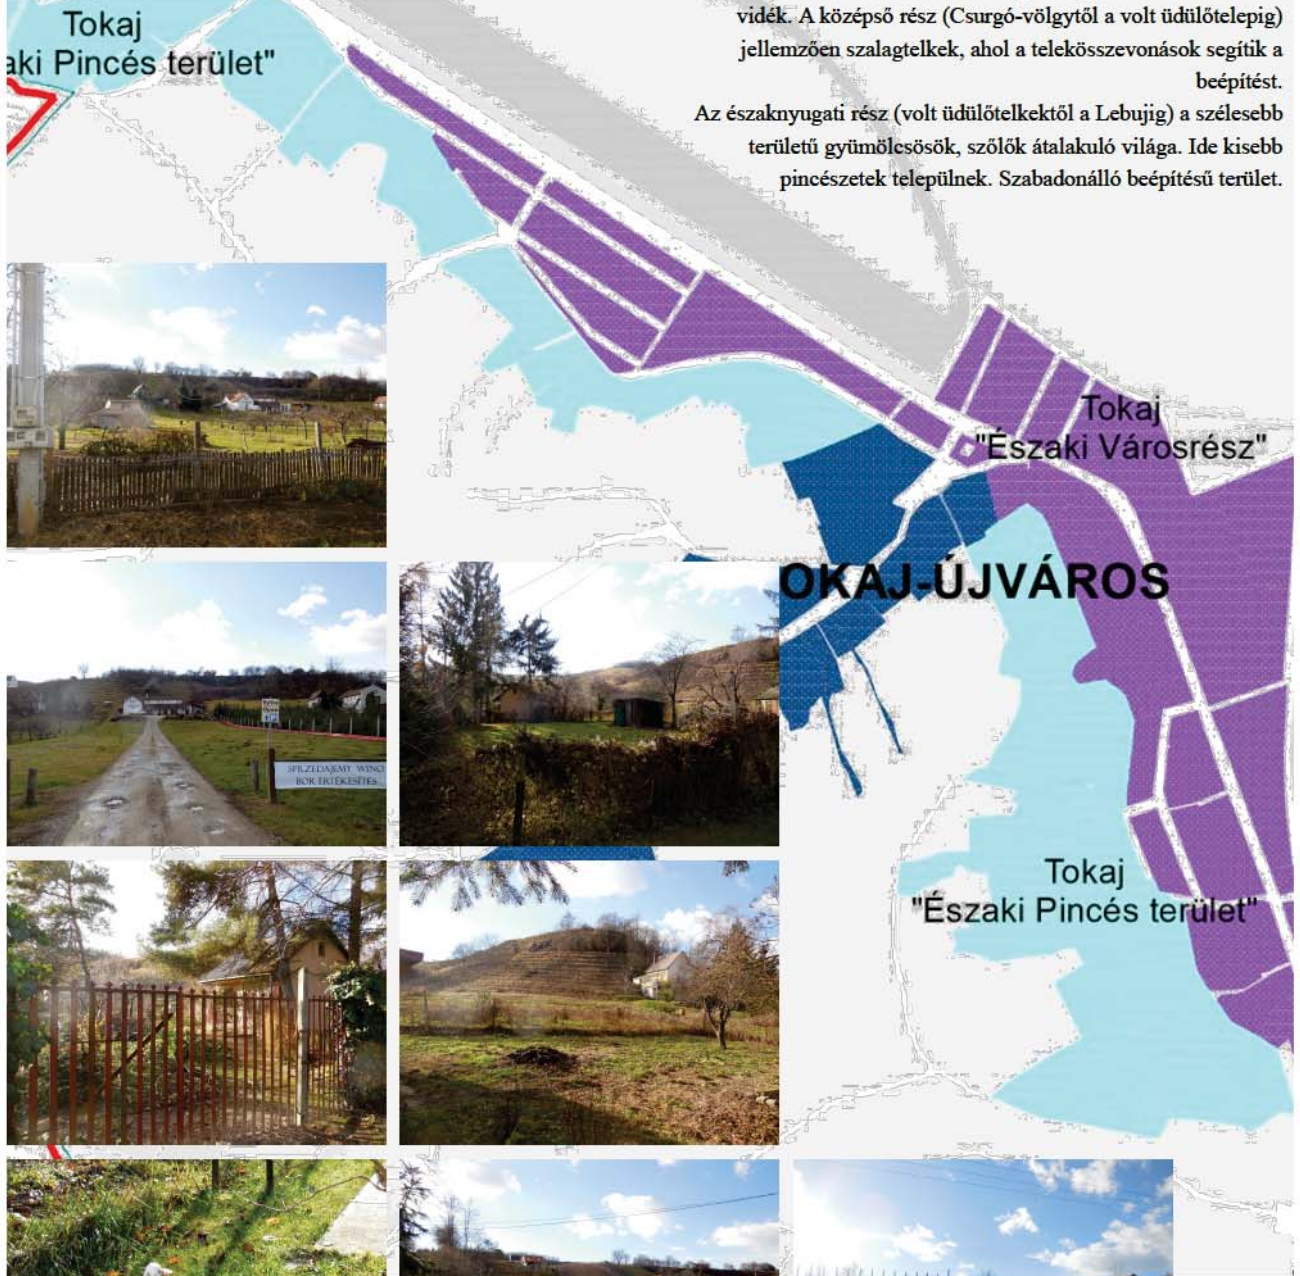 Tokaj
aki Pincés terület"
vidék. A középső rész (Csurgó-völgytől a volt üdülőtelepig)
jellemzően szalagtelkek, ahol a telekösszevonások segítik a
beépítést.
Az északnyugati rész (volt üdülőtelkektől a Lebujig) a szélesebb
területű gyümölcsösök, szőlők átalakuló világa. Ide kisebb
pincészetek települnek. Szabadonálló beépítésű terület.
Tokaj
"Északi Városrész"
OKAJ-ÚJVÁROS
SPRZEDAJEMY WINO
BOR ÉRTÉKESÍTÉS
Tokaj
"Északi Pincés terület"